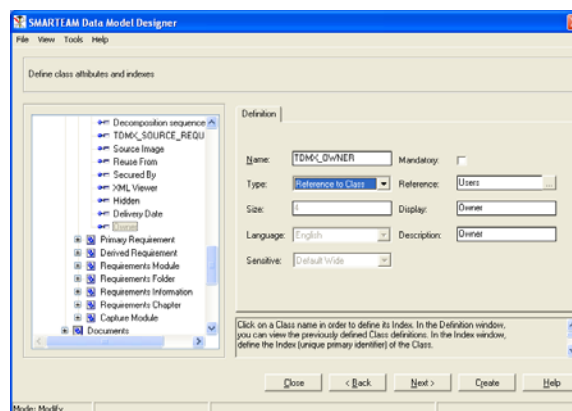 SMARTEAM Data Model Designer
File View Tools Help
Define class attributes and indexes
Decomposition sequence
TDMX_SOURCE_REQU
Source Image
Reuse From
Secured By
XML Viewer
Hidden
Delivery Date
Owner
Primary Requirement
Derived Requirement
Requirements Module
Requirements Folder
Requirements Information
Requirements Chapter
Capture Module
Documents
Definition
Name: TDMX_OWNER Mandatory:
Type: Reference to Class Reference: Users ...
Size: 4 Display: Owner
Language: English Description: Owner
Sensitive: Default Wide
Click on a Class name in order to define its Index. In the Definition window,
you can view the previously defined Class definitions. In the Index window,
define the Index (unique primary identifier) of the Class.
Close < Back Next > Create Help
Mode: Modify